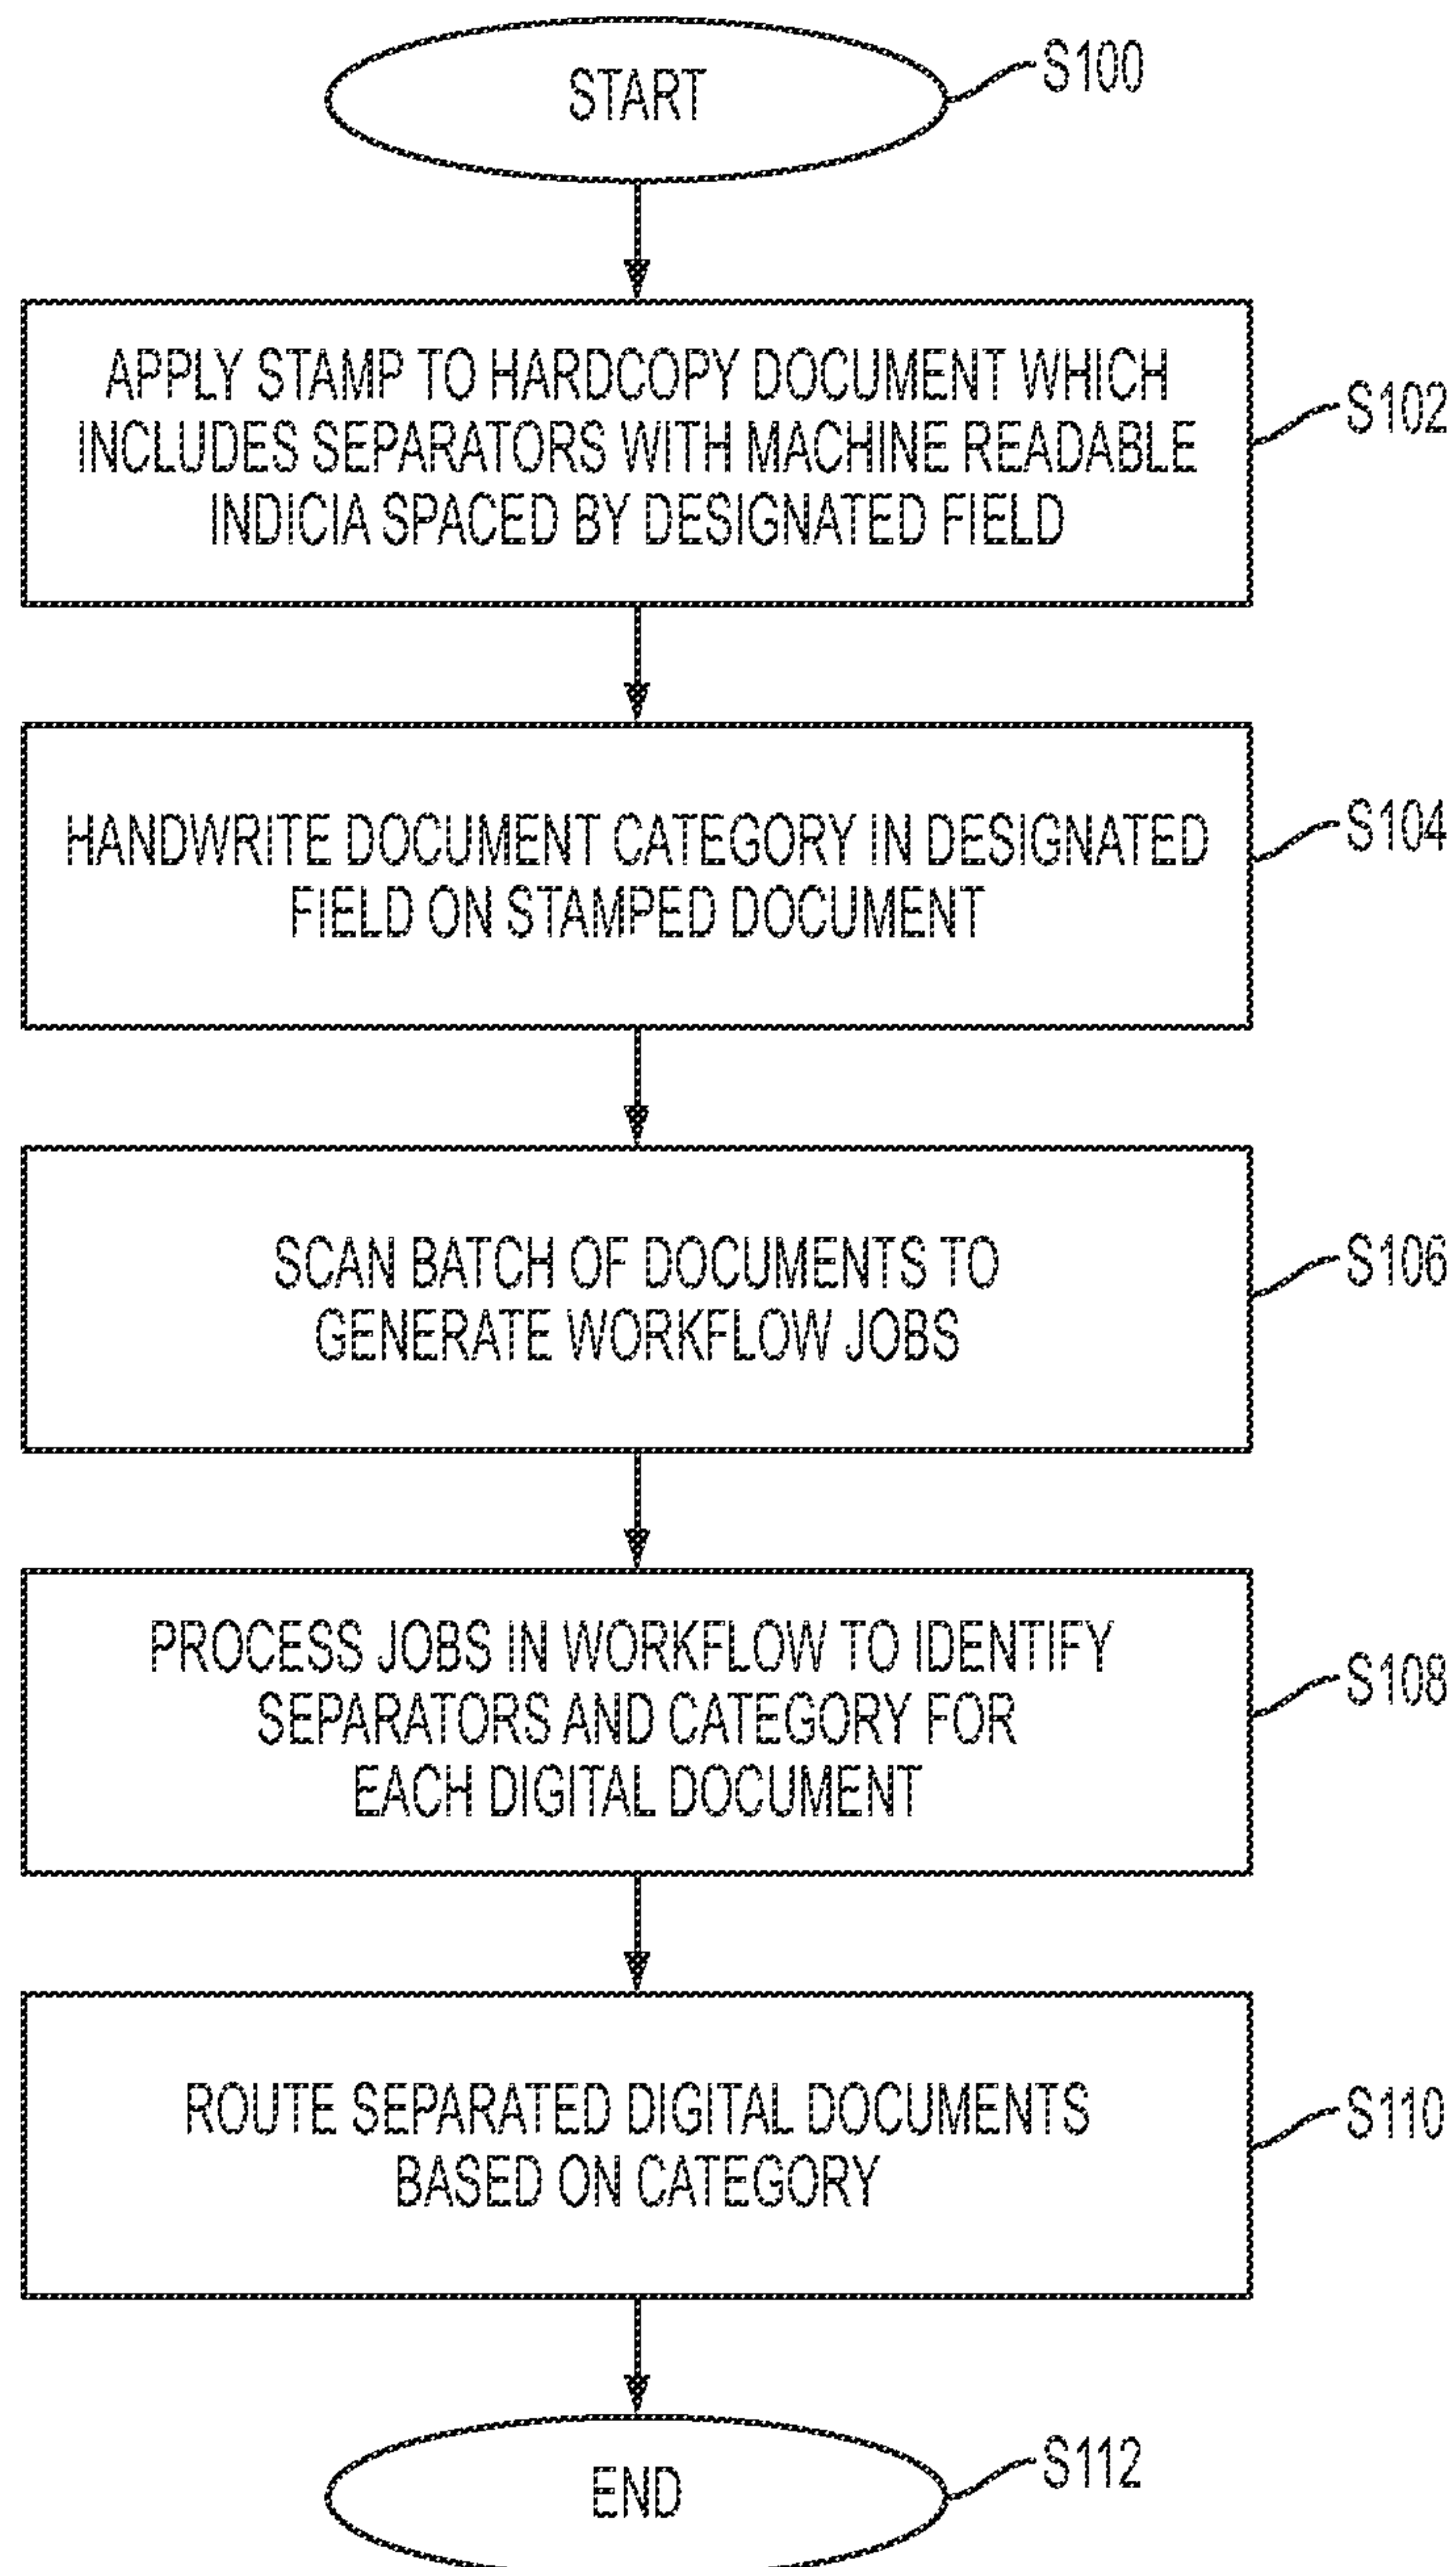 START
S100
APPLY STAMP TO HARDCOPY DOCUMENT WHICH
INCLUDES SEPARATORS WITH MACHINE READABLE
INDICIA SPACED BY DESIGNATED FIELD
S102
HANDWRITE DOCUMENT CATEGORY IN DESIGNATED
FIELD ON STAMPED DOCUMENT
S104
SCAN BATCH OF DOCUMENTS TO
GENERATE WORKFLOW JOBS
S106
PROCESS JOBS IN WORKFLOW TO IDENTIFY
SEPARATORS AND CATEGORY FOR
EACH DIGITAL DOCUMENT
S108
ROUTE SEPARATED DIGITAL DOCUMENTS
BASED ON CATEGORY
S110
END
S112